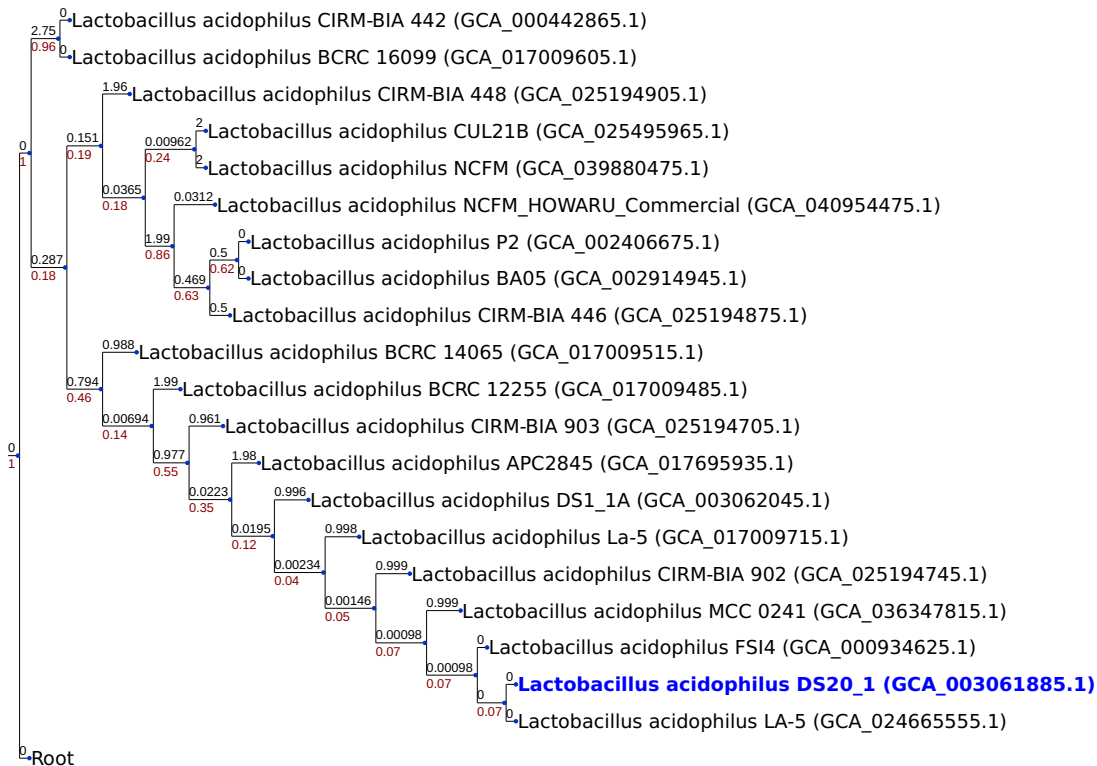 0 Lactobacillus acidophilus CIRM-BIA 442 (GCA_000442865.1)
2.75
0.96
0 Lactobacillus acidophilus BCRC 16099 (GCA_017009605.1)
1.96 Lactobacillus acidophilus CIRM-BIA 448 (GCA_025194905.1)
2 Lactobacillus acidophilus CUL21B (GCA_025495965.1)
0.151
0.19
0.00962
0.24
0
1
2 Lactobacillus acidophilus NCFM (GCA_039880475.1)
0.0365
0.18
0.0312 Lactobacillus acidophilus NCFM_HOWARU_Commercial (GCA_040954475.1)
1.99
0.86
0 Lactobacillus acidophilus P2 (GCA_002406675.1)
0.5
0.62
0.287
0.18
0 Lactobacillus acidophilus BA05 (GCA_002914945.1)
0.469
0.63
0.5 Lactobacillus acidophilus CIRM-BIA 446 (GCA_025194875.1)
0.988 Lactobacillus acidophilus BCRC 14065 (GCA_017009515.1)
0.794
0.46
1.99 Lactobacillus acidophilus BCRC 12255 (GCA_017009485.1)
0.00694
0.14
0.961 Lactobacillus acidophilus CIRM-BIA 903 (GCA_025194705.1)
0
1
0.977
0.55
1.98 Lactobacillus acidophilus APC2845 (GCA_017695935.1)
0.0223
0.35
0.996 Lactobacillus acidophilus DS1_1A (GCA_003062045.1)
0.0195
0.12
0.998 Lactobacillus acidophilus La-5 (GCA_017009715.1)
0.00234
0.04
0.999 Lactobacillus acidophilus CIRM-BIA 902 (GCA_025194745.1)
0.00146
0.05
0.999 Lactobacillus acidophilus MCC 0241 (GCA_036347815.1)
0.00098
0.07
0 Lactobacillus acidophilus FSI4 (GCA_000934625.1)
0.00098
0.07
0 Lactobacillus acidophilus DS20_1 (GCA_003061885.1)
0
0.07
0 Lactobacillus acidophilus LA-5 (GCA_024665555.1)
0 Root